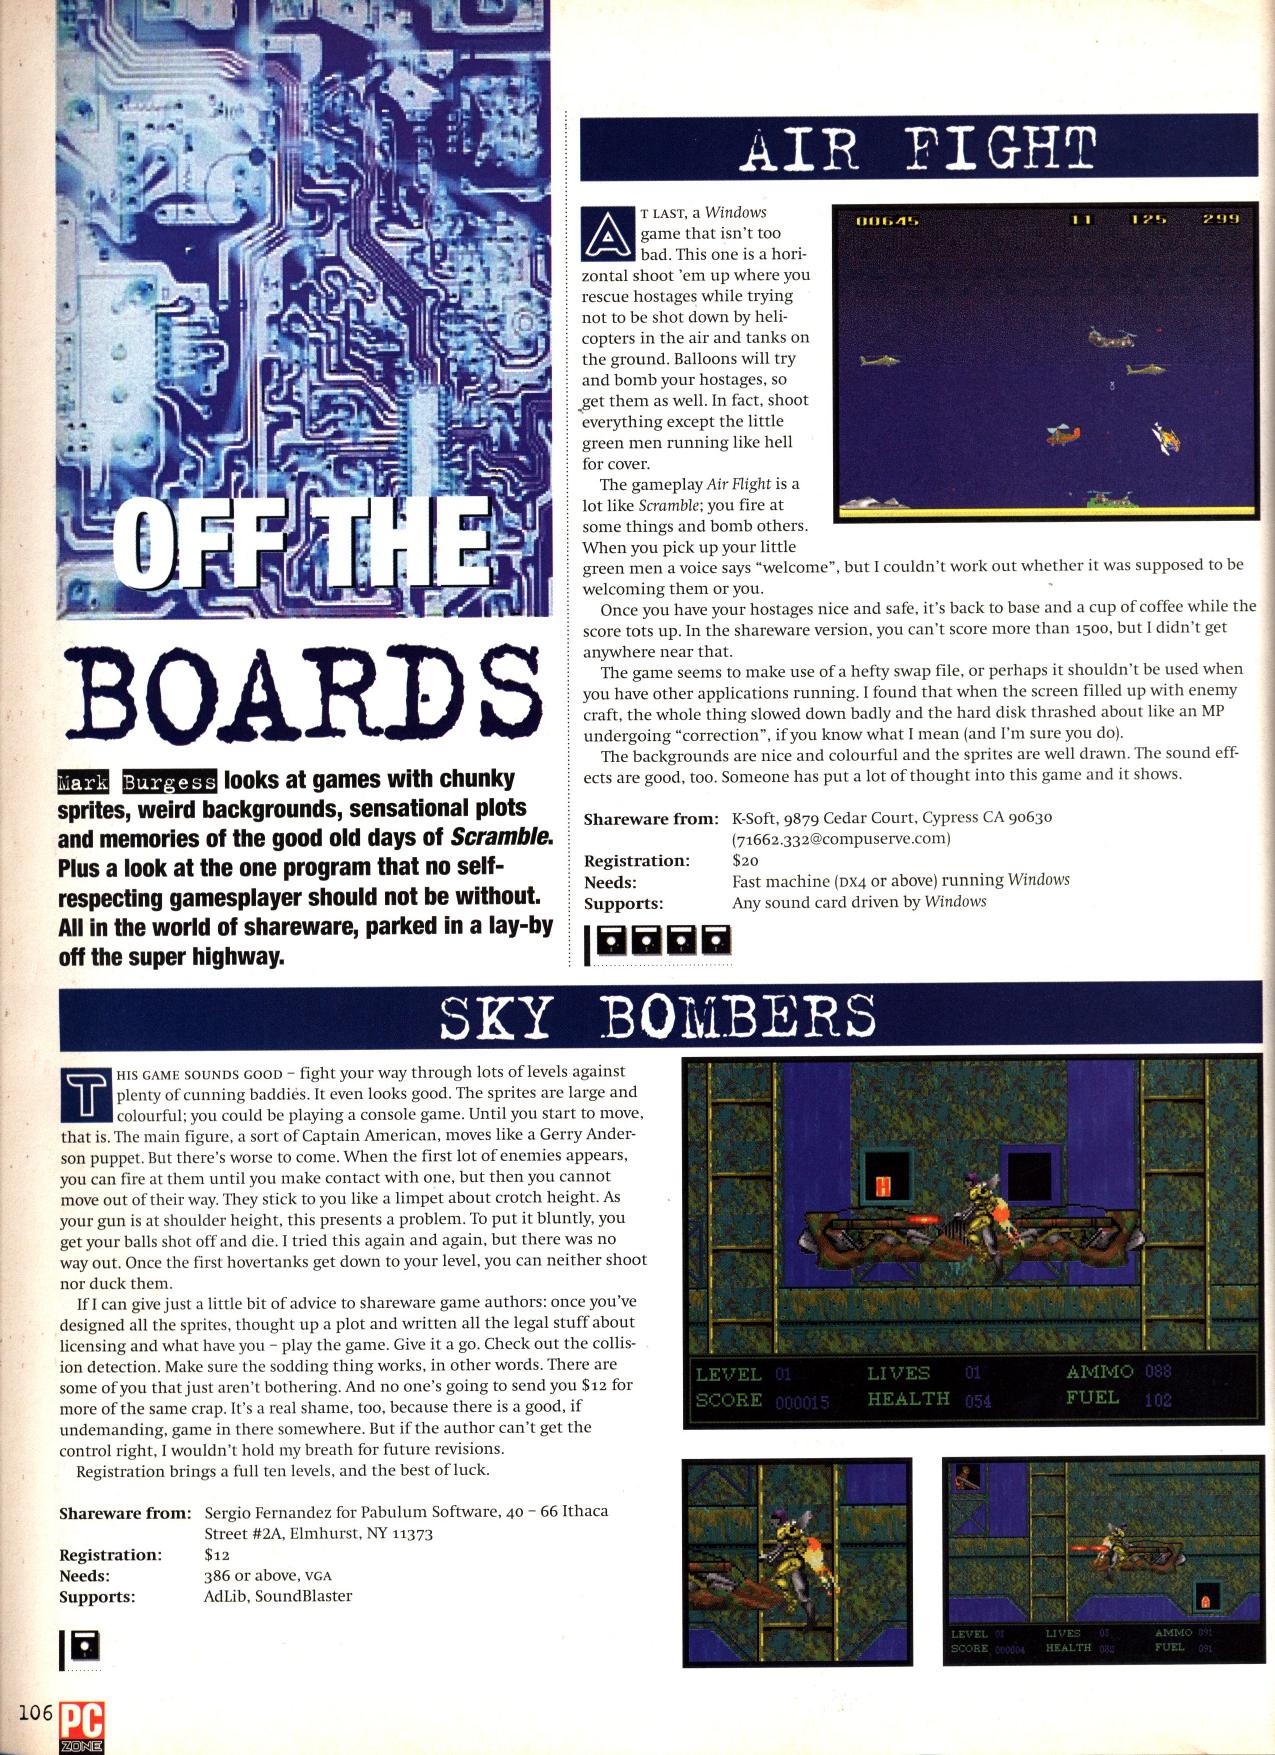 OFF THE
BOARDS
Mark Burgess looks at games with chunky
sprites, weird backgrounds, sensational plots
and memories of the good old days of Scramble.
Plus a look at the one program that no self-
respecting gamesplayer should not be without.
All in the world of shareware, parked in a lay-by
off the super highway.
AIR FIGHT
AT LAST, a Windows
game that isn't too
bad. This one is a hori-
zontal shoot 'em up where you
rescue hostages while trying
not to be shot down by heli-
copters in the air and tanks on
the ground. Balloons will try
and bomb your hostages, so
get them as well. In fact, shoot
everything except the little
green men running like hell
for cover.
The gameplay Air Flight is a
lot like Scramble; you fire at
some things and bomb others.
When you pick up your little
green men a voice says "welcome", but I couldn't work out whether it was supposed to be
welcoming them or you.
Once you have your hostages nice and safe, it's back to base and a cup of coffee while the
score tots up. In the shareware version, you can't score more than 1500, but I didn't get
anywhere near that.
The game seems to make use of a hefty swap file, or perhaps it shouldn't be used when
you have other applications running. I found that when the screen filled up with enemy
craft, the whole thing slowed down badly and the hard disk thrashed about like an MP
undergoing "correction", if you know what I mean (and I'm sure you do).
The backgrounds are nice and colourful and the sprites are well drawn. The sound eff-
ects are good, too. Someone has put a lot of thought into this game and it shows.
Shareware from: K-Soft, 9879 Cedar Court, Cypress CA 90630
(71662.332@compuserve.com)
Registration: $20
Needs: Fast machine (DX4 or above) running Windows
Supports: Any sound card driven by Windows
00645 11 125 299
SKY BOMBERS
THIS GAME SOUNDS GOOD – fight your way through lots of levels against
plenty of cunning baddies. It even looks good. The sprites are large and
colourful; you could be playing a console game. Until you start to move,
that is. The main figure, a sort of Captain American, moves like a Gerry Ander-
son puppet. But there's worse to come. When the first lot of enemies appears,
you can fire at them until you make contact with one, but then you cannot
move out of their way. They stick to you like a limpet about crotch height. As
your gun is at shoulder height, this presents a problem. To put it bluntly, you
get your balls shot off and die. I tried this again and again, but there was no
way out. Once the first hovertanks get down to your level, you can neither shoot
nor duck them.
If I can give just a little bit of advice to shareware game authors: once you've
designed all the sprites, thought up a plot and written all the legal stuff about
licensing and what have you – play the game. Give it a go. Check out the collis-
ion detection. Make sure the sodding thing works, in other words. There are
some of you that just aren't bothering. And no one's going to send you $12 for
more of the same crap. It's a real shame, too, because there is a good, if
undemanding, game in there somewhere. But if the author can't get the
control right, I wouldn't hold my breath for future revisions.
Registration brings a full ten levels, and the best of luck.
Shareware from: Sergio Fernandez for Pabulum Software, 40 – 66 Ithaca
Street #2A, Elmhurst, NY 11373
Registration: $12
Needs: 386 or above, VGA
Supports: AdLib, SoundBlaster
H
LEVEL 01 LIVES 01 AMMO 088
SCORE 000015 HEALTH 054 FUEL 102
LEVEL LIVES AMMO 091
SCORE 000004 HEALTH FUEL 091
106 PC
ZONE